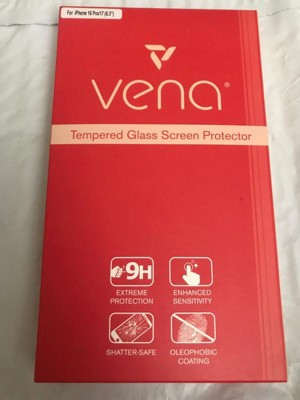 For iPhone 16 Pro/17 (6.3")
vena®
Tempered Glass Screen Protector
9H
EXTREME PROTECTION
ENHANCED SENSITIVITY
SHATTER-SAFE
OLEOPHOBIC COATING